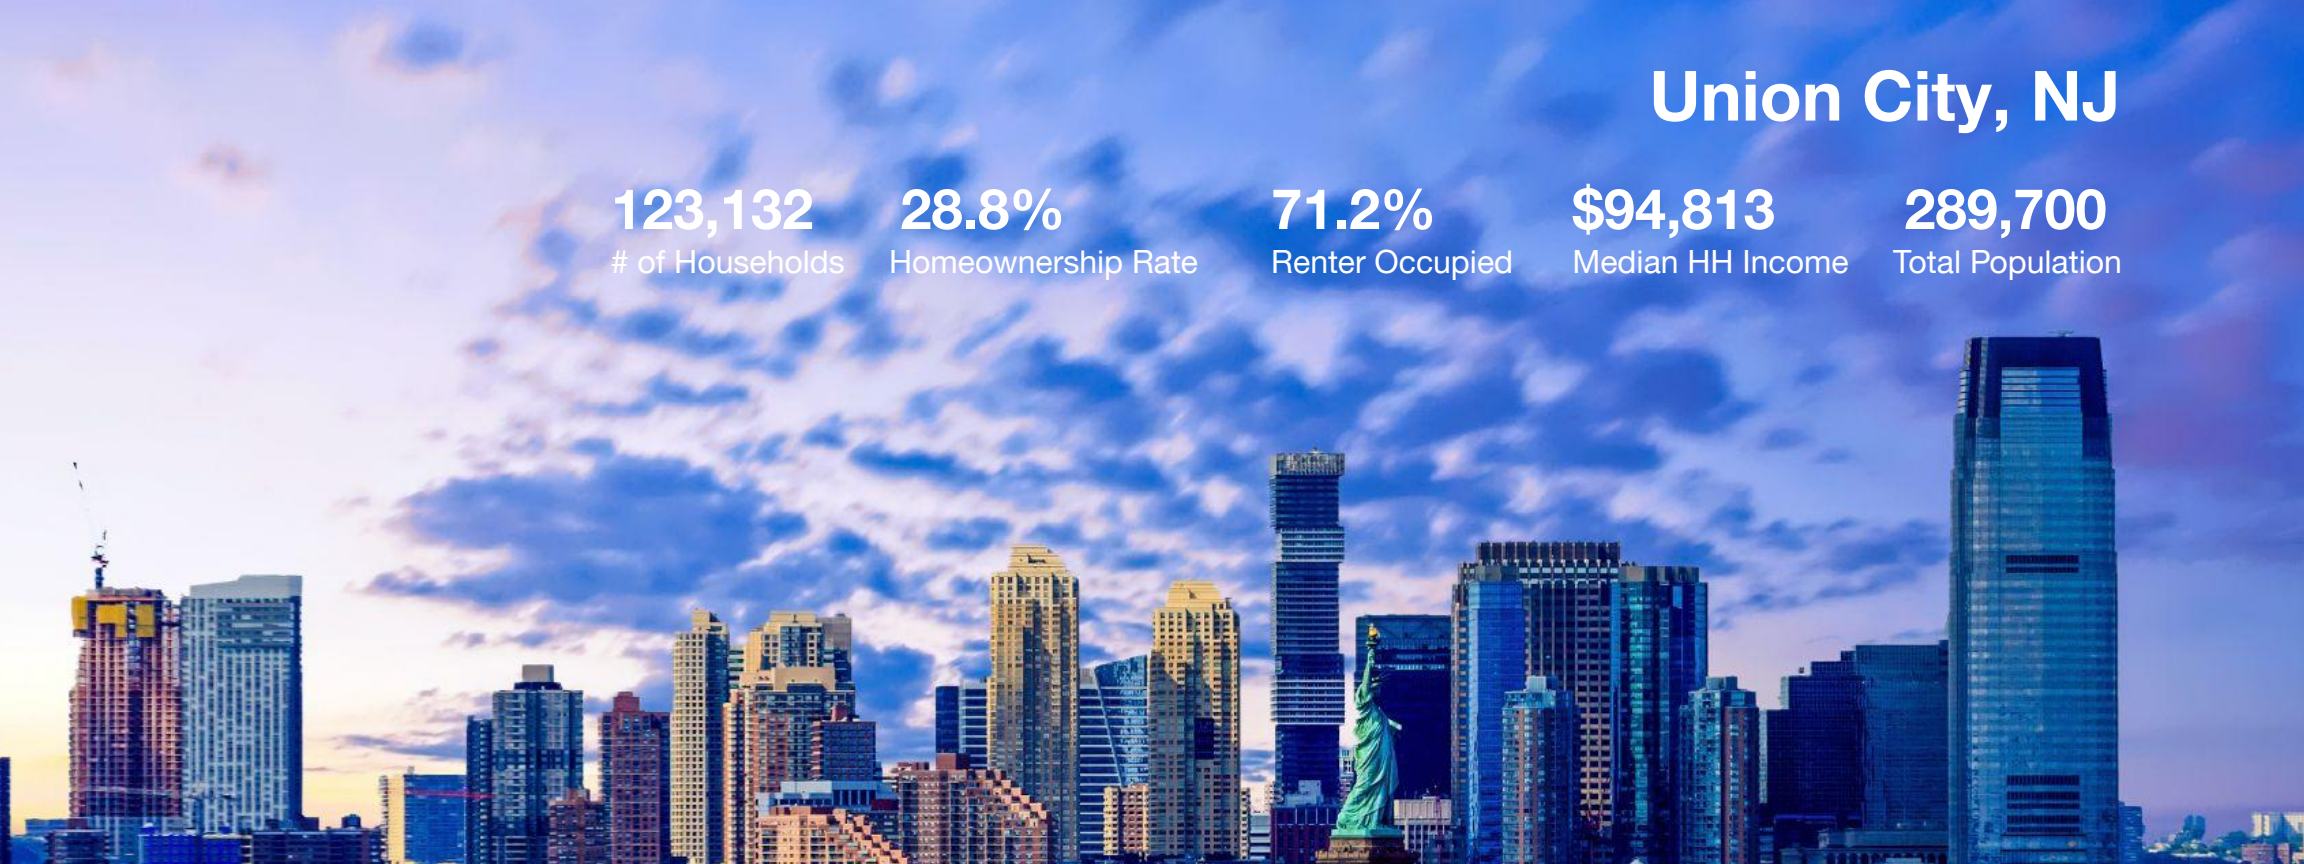 Union City, NJ
123,132 28.8% 71.2% $94,813 289,700
# of Households Homeownership Rate Renter Occupied Median HH Income Total Population